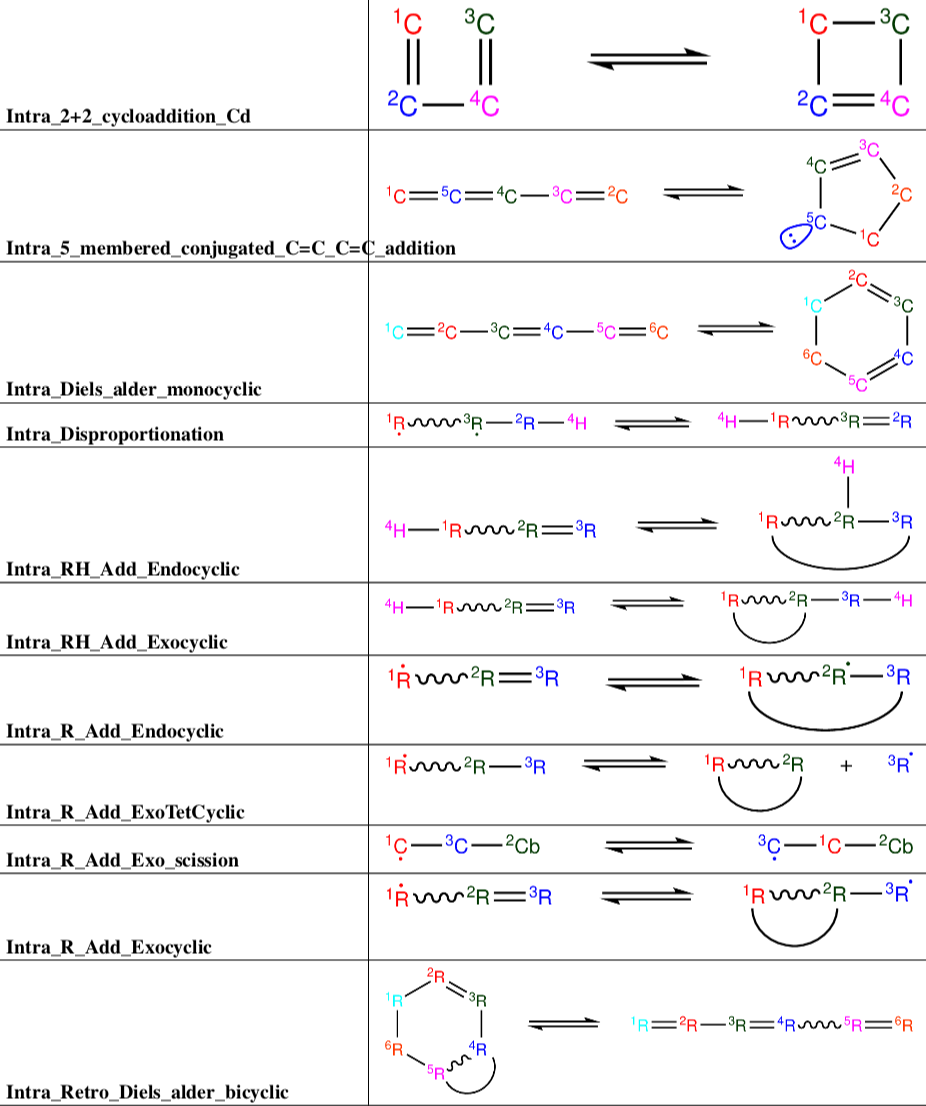 ¹C ³C ¹C ³C
²C ⁴C ²C ⁴C
Intra_2+2_cycloaddition_Cd
¹C ⁵C ⁴C ³C ²C ⁴C ³C ²C ⁵C : ¹C
Intra_5_membered_conjugated_C=C_C=C_addition
¹C ²C ³C ⁴C ⁵C ⁶C ²C ¹C ³C ⁶C ⁴C ⁵C
Intra_Diels_alder_monocyclic
Intra_Disproportionation ¹R ³R ²R ⁴H ⁴H ¹R ³R ²R
⁴H
⁴H ¹R ²R ³R ¹R ²R ³R
Intra_RH_Add_Endocyclic
⁴H ¹R ²R ³R ¹R ²R ³R ⁴H
Intra_RH_Add_Exocyclic
¹R ²R ³R ¹R ²R ³R
Intra_R_Add_Endocyclic
¹R ²R ³R ¹R ²R + ³R
Intra_R_Add_ExoTetCyclic
Intra_R_Add_Exo_scission ¹C ³C ²Cb ³C ¹C ²Cb
¹R ²R ³R ¹R ²R ³R
Intra_R_Add_Exocyclic
²R ¹R ³R ⁶R ⁴R ⁵R ¹R ²R ³R ⁴R ⁵R ⁶R
Intra_Retro_Diels_alder_bicyclic